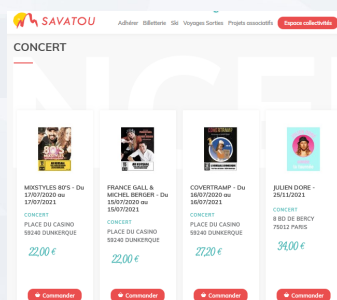 SAVATOU
Adhérer Billetterie Ski Voyages Sorties Projets associatifs Espace collectivités
CONCERT
MIXSTYLES 80'S - Du
17/07/2020 au
17/07/2021
CONCERT
PLACE DU CASINO
59240 DUNKERQUE
22,00 €
Commander
FRANCE GALL &
MICHEL BERGER - Du
15/07/2020 au
15/07/2021
CONCERT
PLACE DU CASINO
59240 DUNKERQUE
22,00 €
Commander
COVERTRAMP - Du
16/07/2020 au
16/07/2021
CONCERT
PLACE DU CASINO
59240 DUNKERQUE
27,20 €
Commander
JULIEN DORE -
25/11/2021
CONCERT
8 BD DE BERCY
75012 PARIS
34,00 €
Commander